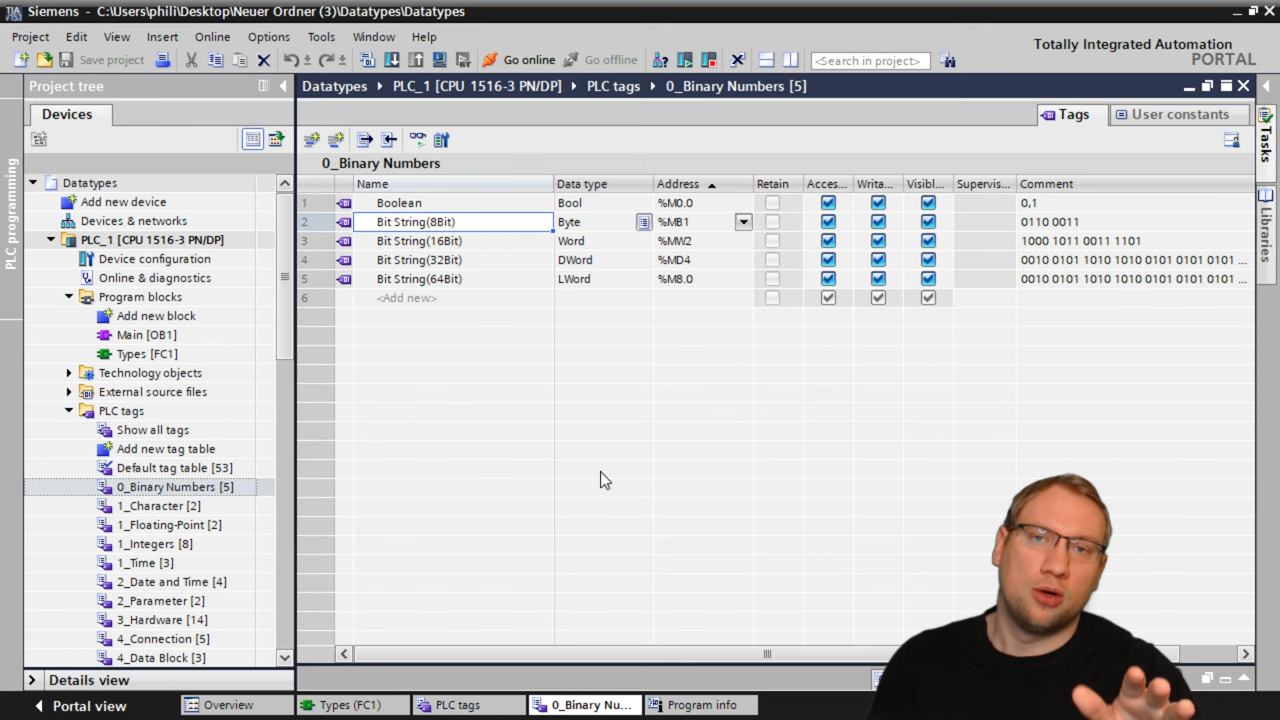 Siemens - C:\Users\phili\Desktop\Neuer Ordner (3)\Datatypes\Datatypes
Project Edit View Insert Online Options Tools Window Help
Totally Integrated Automation
PORTAL
Save project Go online Go offline <Search in project>
Project tree
Datatypes PLC_1 [CPU 1516-3 PN/DP] PLC tags 0_Binary Numbers [5]
Devices
Tags User constants
0_Binary Numbers
Name Data type Address Retain Acces... Writa... Visibl... Supervis... Comment
1 Boolean Bool %M0.0 0,1
2 Bit String(8Bit) Byte %MB1 0110 0011
3 Bit String(16Bit) Word %MW2 1000 1011 0011 1101
4 Bit String(32Bit) DWord %MD4 0010 0101 1010 1010 0101 0101 0101 ...
5 Bit String(64Bit) LWord %M8.0 0010 0101 1010 1010 0101 0101 0101 ...
6 <Add new>
Datatypes
Add new device
Devices & networks
PLC_1 [CPU 1516-3 PN/DP]
Device configuration
Online & diagnostics
Program blocks
Add new block
Main [OB1]
Types [FC1]
Technology objects
External source files
PLC tags
Show all tags
Add new tag table
Default tag table [53]
0_Binary Numbers [5]
1_Character [2]
1_Floating-Point [2]
1_Integers [8]
1_Time [3]
2_Date and Time [4]
2_Parameter [2]
3_Hardware [14]
4_Connection [5]
4_Data Block [3]
Details view
PLC programming
Tasks
Libraries
Portal view Overview Types (FC1) PLC tags 0_Binary Nu... Program info